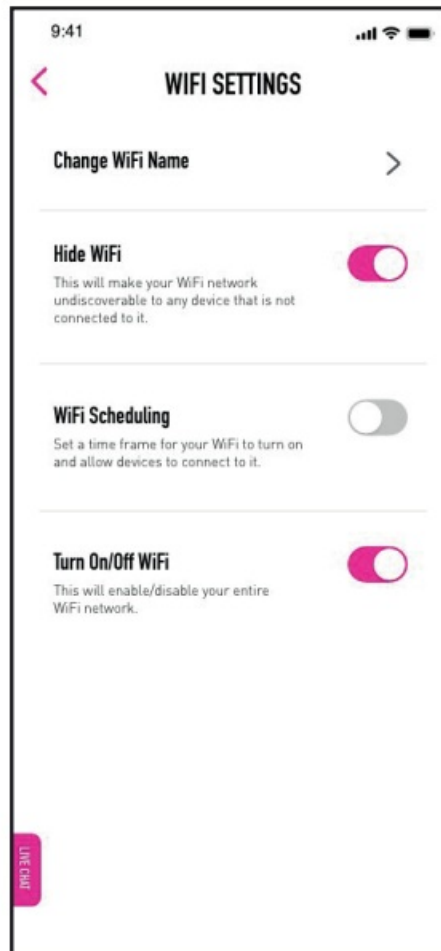 9:41
WIFI SETTINGS
Change WiFi Name
Hide WiFi
This will make your WiFi network
undiscoverable to any device that is not
connected to it.
WiFi Scheduling
Set a time frame for your WiFi to turn on
and allow devices to connect to it.
Turn On/Off WiFi
This will enable/disable your entire
WiFi network.
LIVE CHAT